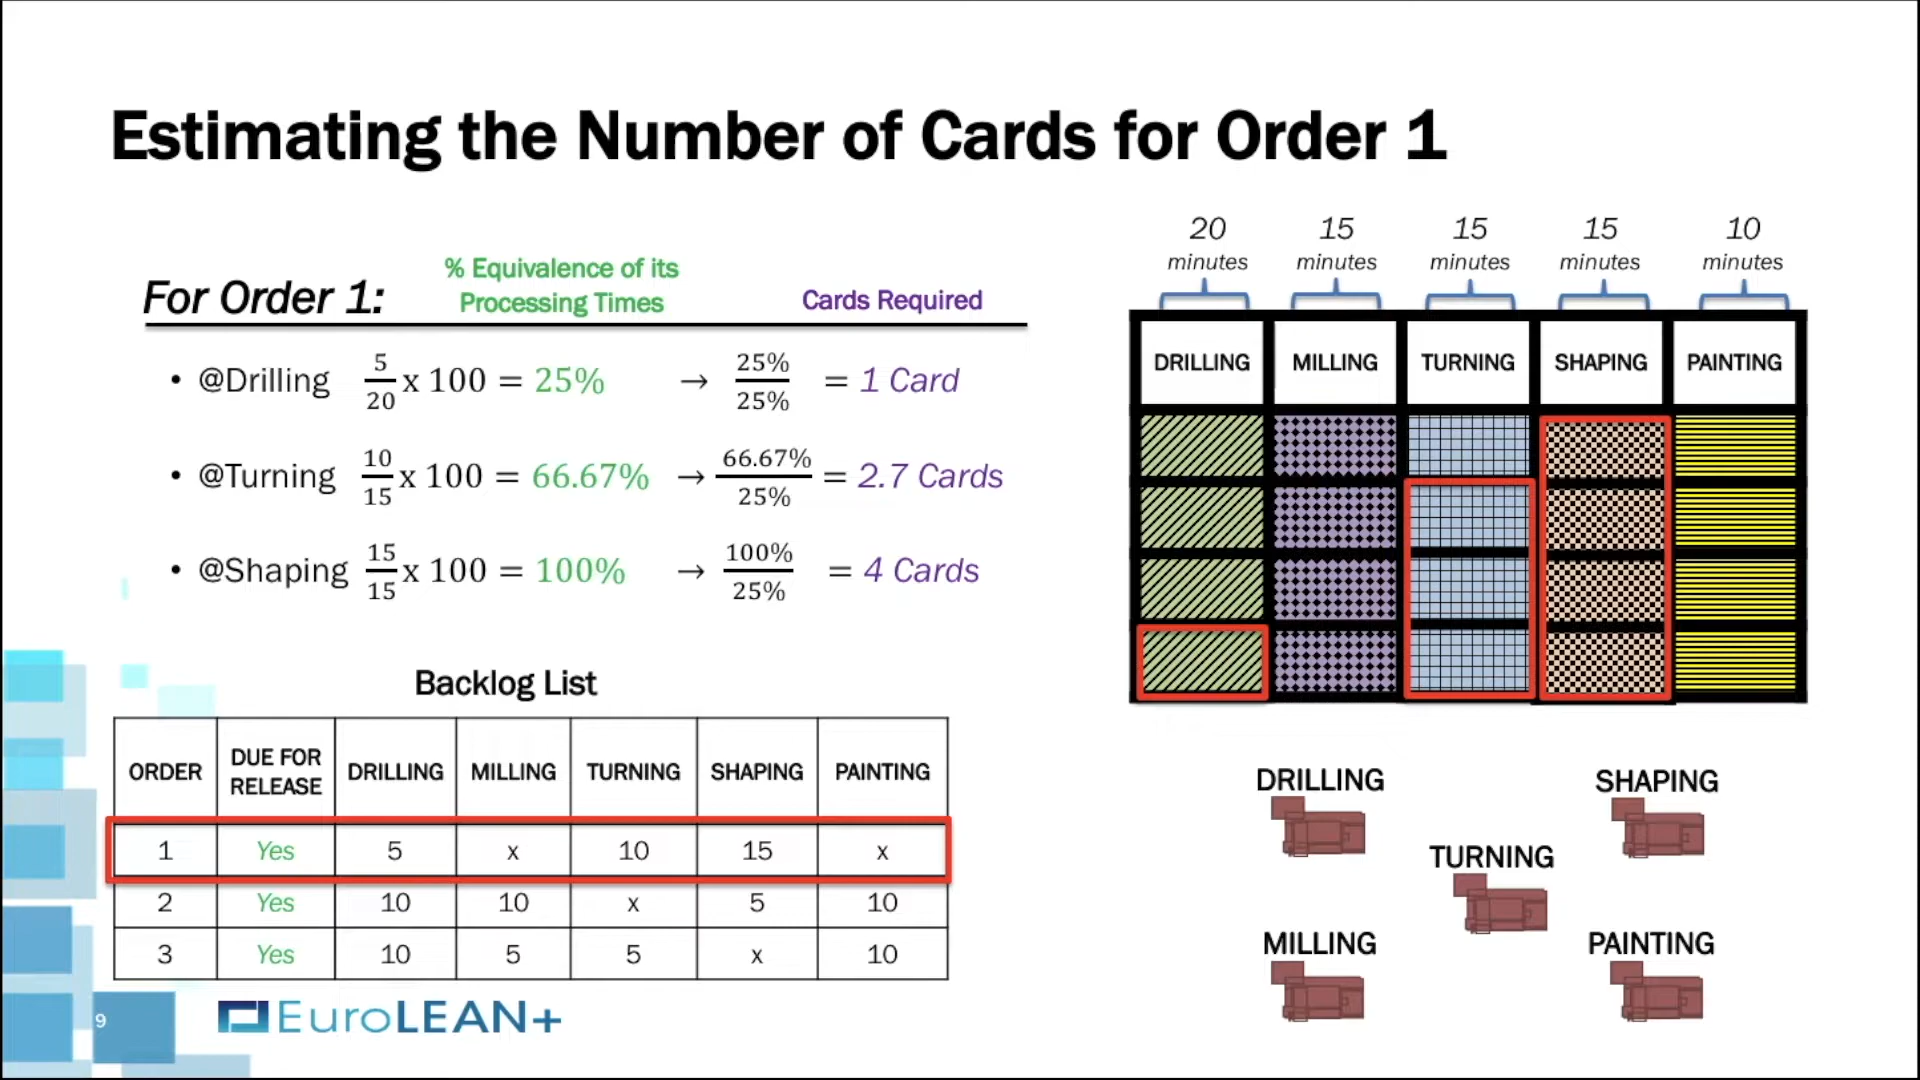 Estimating the Number of Cards for Order 1
For Order 1:
% Equivalence of its
Processing Times
Cards Required
• @Drilling 5/20 x 100 = 25% → 25%/25% = 1 Card
• @Turning 10/15 x 100 = 66.67% → 66.67%/25% = 2.7 Cards
• @Shaping 15/15 x 100 = 100% → 100%/25% = 4 Cards
20 15 15 15 10
minutes minutes minutes minutes minutes
DRILLING MILLING TURNING SHAPING PAINTING
Backlog List
ORDER DUE FOR RELEASE DRILLING MILLING TURNING SHAPING PAINTING
1 Yes 5 x 10 15 x
2 Yes 10 10 x 5 10
3 Yes 10 5 5 x 10
DRILLING
SHAPING
TURNING
MILLING
PAINTING
9
EuroLEAN+